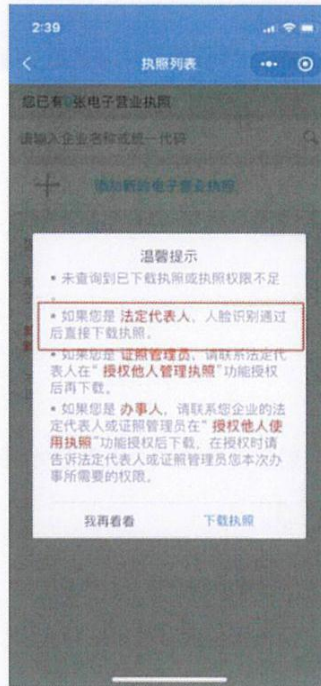 2:39
执照列表
您已有0张电子营业执照
请输入企业名称或统一代码
添加新的电子营业执照
温馨提示
• 未查询到已下载执照或执照权限不足
。
• 如果您是 法定代表人，人脸识别通过
后直接下载执照。
• 如果您是 证照管理员，请联系法定代
表人在“ 授权他人管理执照”功能授权
后再下载。
• 如果您是 办事人，请联系您企业的法
定代表人或证照管理员在“ 授权他人使
用执照”功能授权后下载，在授权时请
告诉法定代表人或证照管理员您本次办
事所需要的权限。
我再看看 下载执照